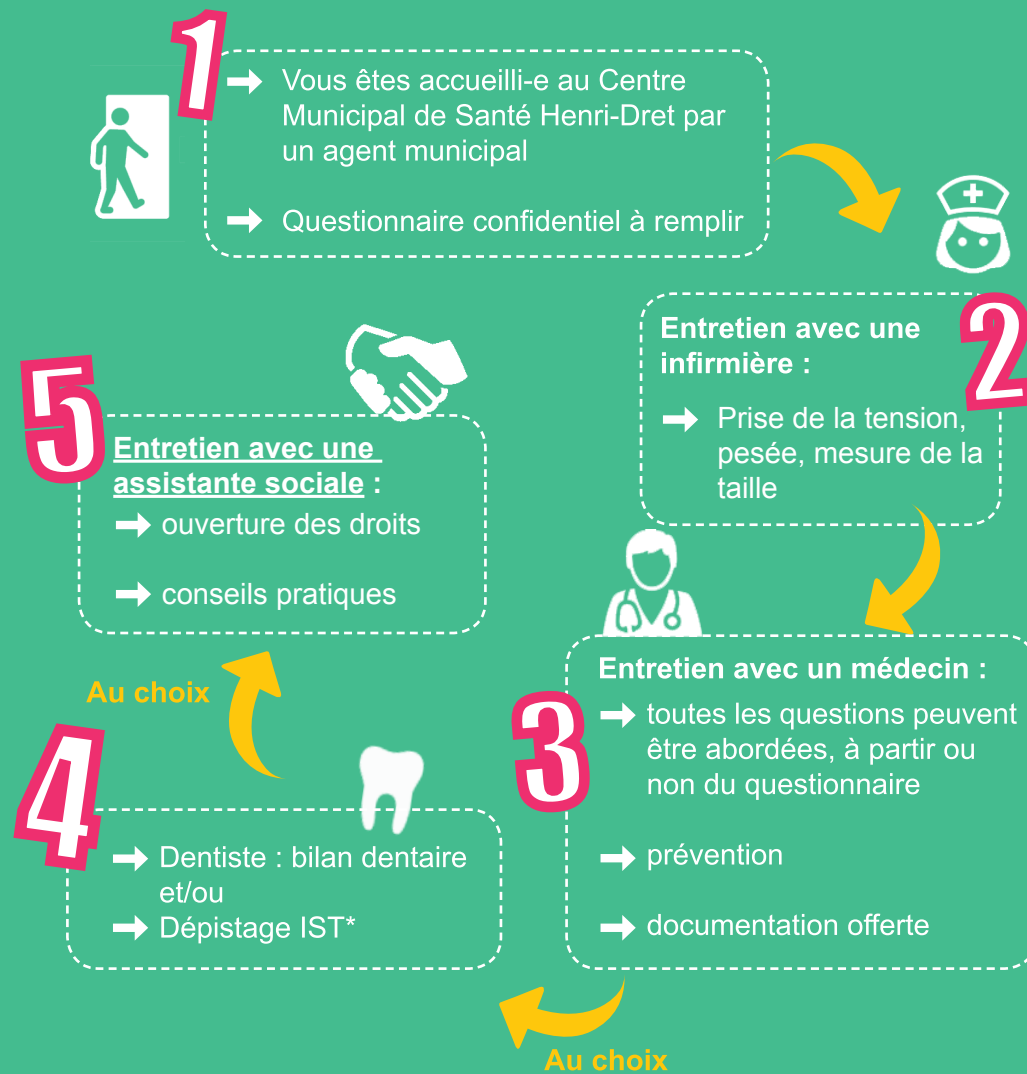 1
➡ Vous êtes accueilli-e au Centre
Municipal de Santé Henri-Dret par
un agent municipal
➡ Questionnaire confidentiel à remplir
2
Entretien avec une
infirmière :
➡ Prise de la tension,
pesée, mesure de la
taille
3
Entretien avec un médecin :
➡ toutes les questions peuvent
être abordées, à partir ou
non du questionnaire
➡ prévention
➡ documentation offerte
Au choix
4
➡ Dentiste : bilan dentaire
et/ou
➡ Dépistage IST*
Au choix
5
Entretien avec une
assistante sociale :
➡ ouverture des droits
➡ conseils pratiques